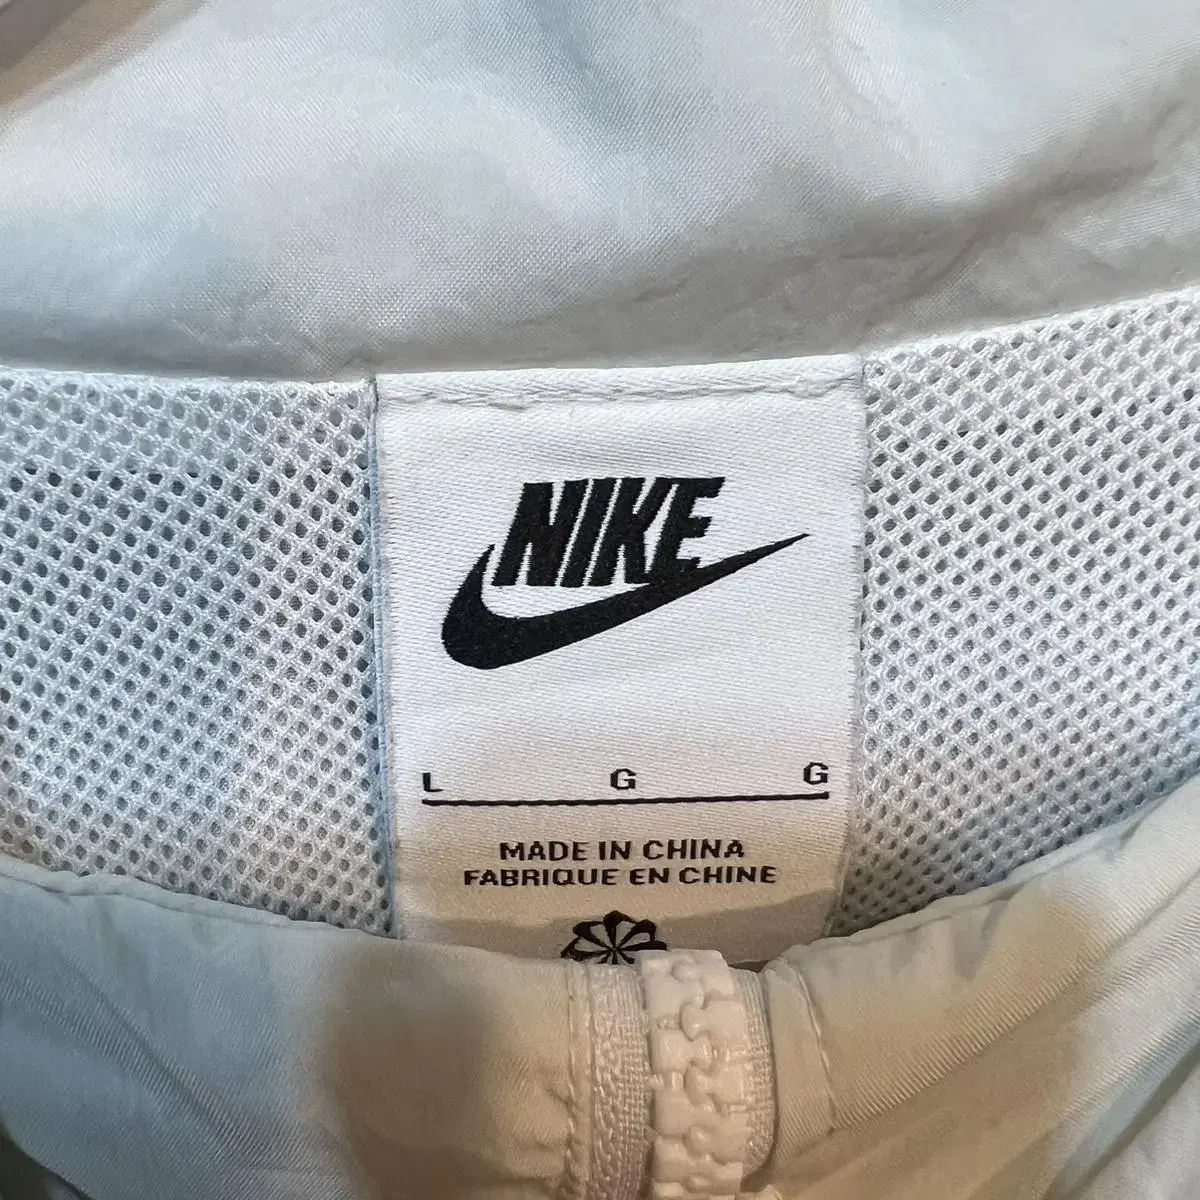 NIKE
L G G
MADE IN CHINA
FABRIQUE EN CHINE